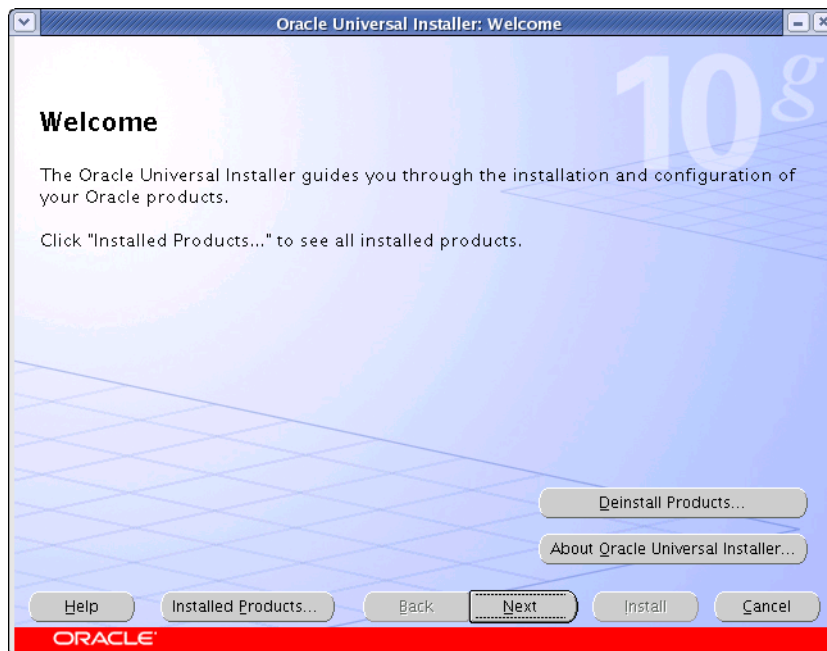 Oracle Universal Installer: Welcome
10g
Welcome
The Oracle Universal Installer guides you through the installation and configuration of
your Oracle products.
Click "Installed Products..." to see all installed products.
Deinstall Products...
About Oracle Universal Installer...
Help Installed Products... Back Next Install Cancel
ORACLE